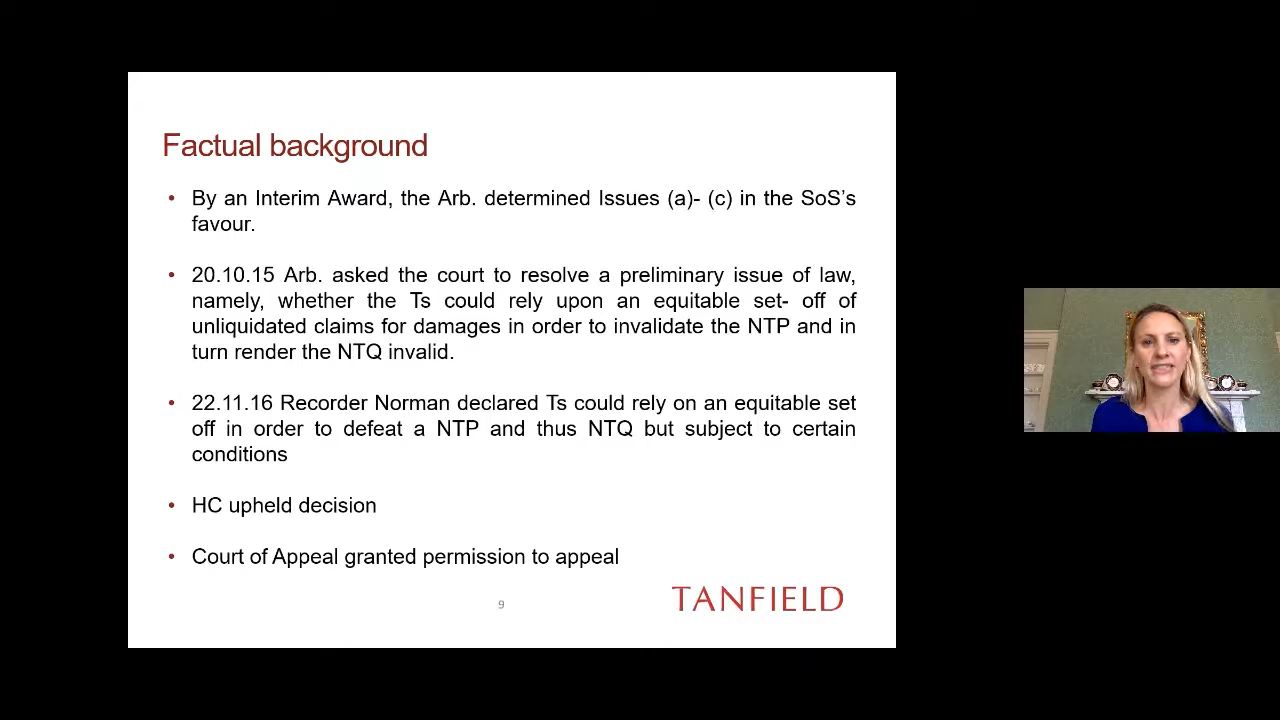 Factual background
• By an Interim Award, the Arb. determined Issues (a)- (c) in the SoS's
favour.
• 20.10.15 Arb. asked the court to resolve a preliminary issue of law,
namely, whether the Ts could rely upon an equitable set- off of
unliquidated claims for damages in order to invalidate the NTP and in
turn render the NTQ invalid.
• 22.11.16 Recorder Norman declared Ts could rely on an equitable set
off in order to defeat a NTP and thus NTQ but subject to certain
conditions
• HC upheld decision
• Court of Appeal granted permission to appeal
9
TANFIELD